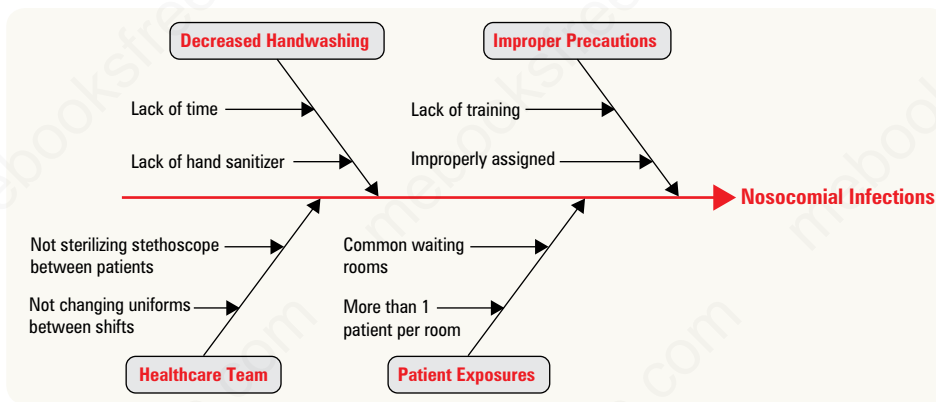 Decreased Handwashing
Improper Precautions
Lack of time
Lack of training
Lack of hand sanitizer
Improperly assigned
Nosocomial Infections
Not sterilizing stethoscope
between patients
Common waiting
rooms
Not changing uniforms
between shifts
More than 1
patient per room
Healthcare Team
Patient Exposures